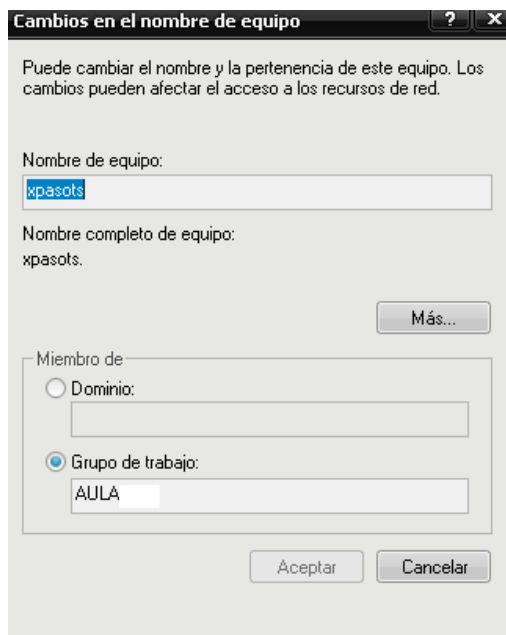 Cambios en el nombre de equipo
Puede cambiar el nombre y la pertenencia de este equipo. Los
cambios pueden afectar el acceso a los recursos de red.
Nombre de equipo:
xpasots
Nombre completo de equipo:
xpasots.
Más...
Miembro de
Dominio:
Grupo de trabajo:
AULA
Aceptar
Cancelar